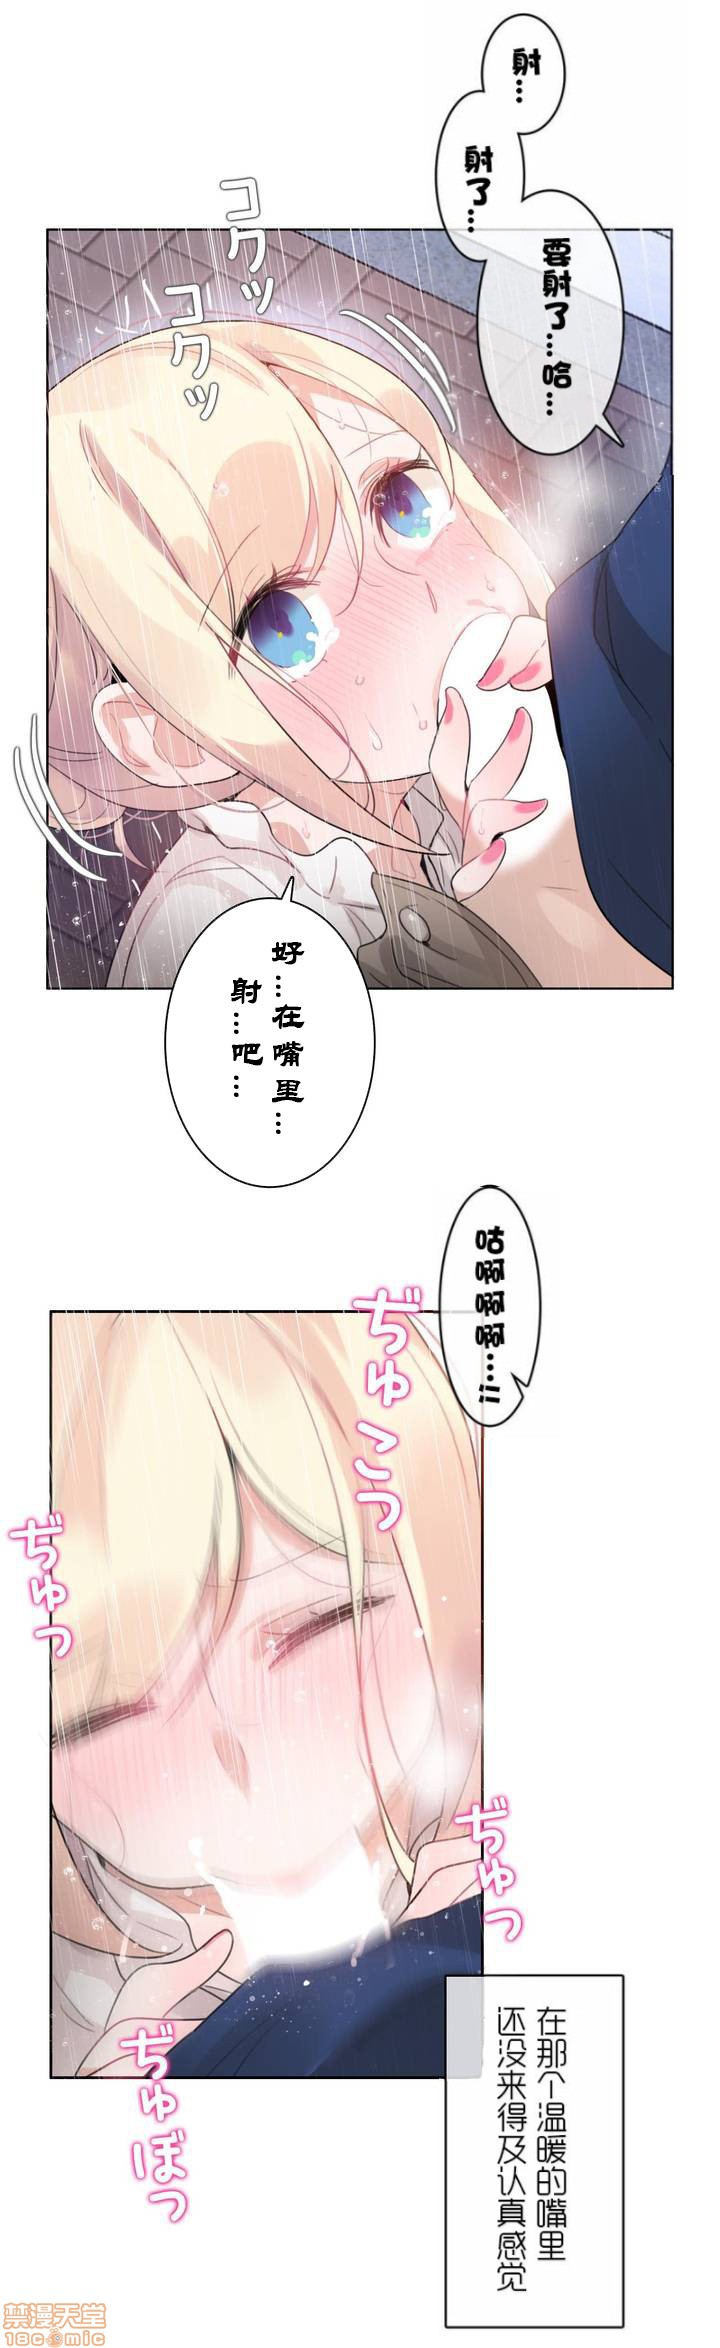 射…
射了…
要射了…哈…
コクッ
コクッ
好…在嘴里…
射…吧…
咕啊啊啊…!!
ぢゅこっ
ぢゅっ
ぢゅっ
ぢゅぼっ
在那个温暖的嘴里
还没来得及认真感觉
禁漫天堂
18comic